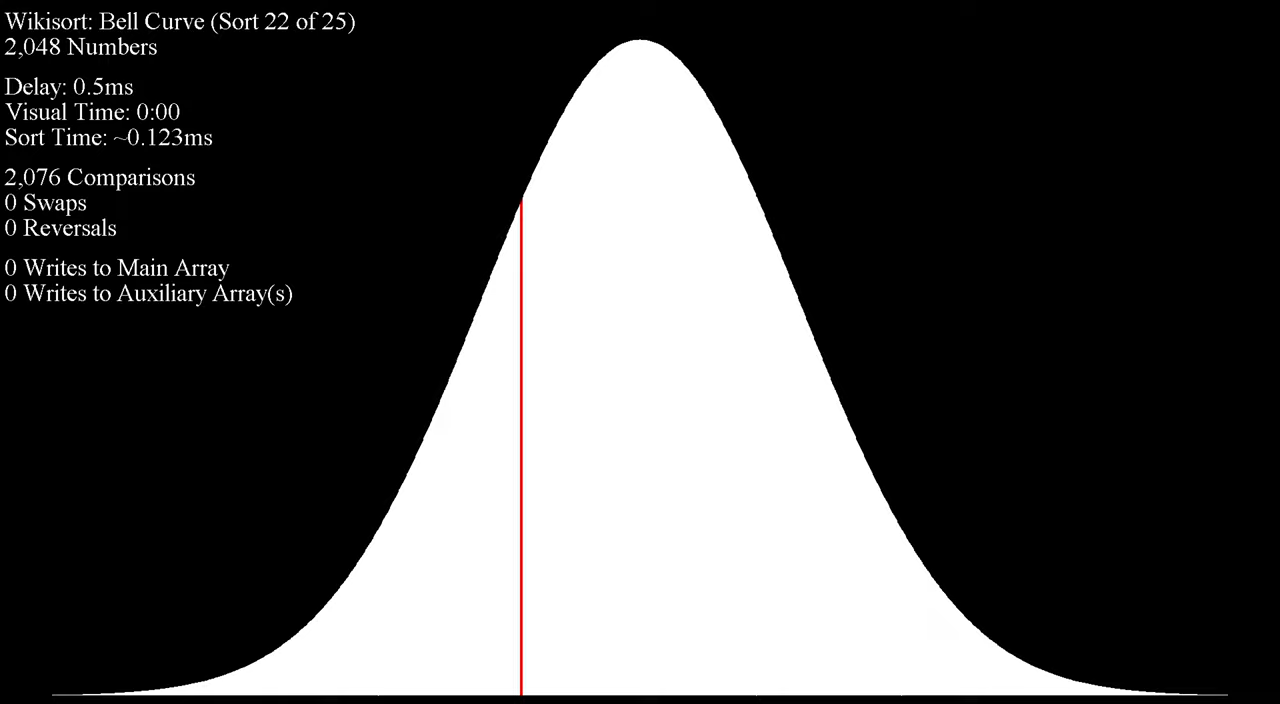 Wikisort: Bell Curve (Sort 22 of 25)
2,048 Numbers
Delay: 0.5ms
Visual Time: 0:00
Sort Time: ~0.123ms
2,076 Comparisons
0 Swaps
0 Reversals
0 Writes to Main Array
0 Writes to Auxiliary Array(s)